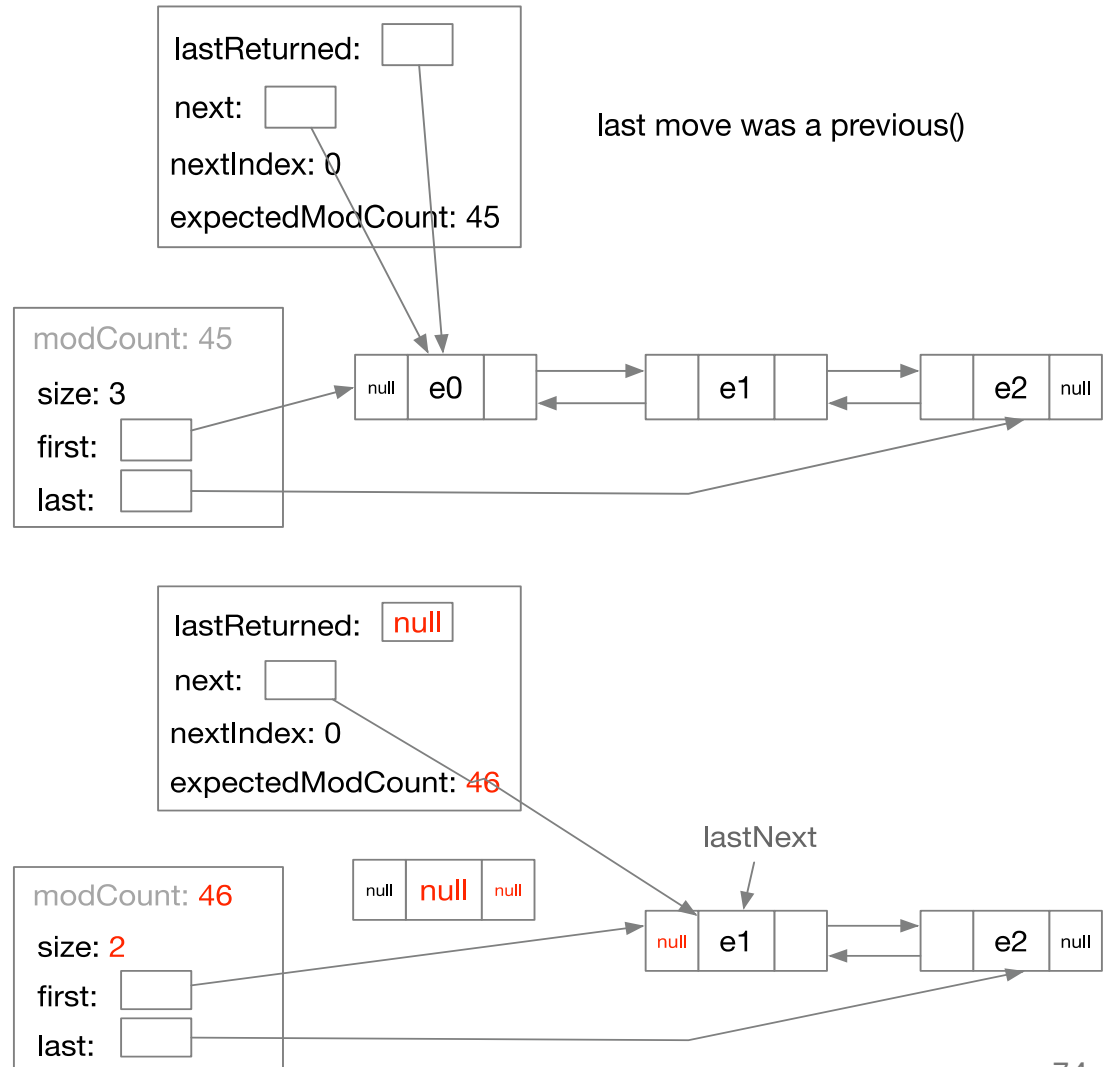 lastReturned:
next:
last move was a previous()
nextIndex: 0
expectedModCount: 45
modCount: 45
size: 3
first:
last:
null e0 e1 e2 null
lastReturned: null
next:
nextIndex: 0
expectedModCount: 46
lastNext
modCount: 46
size: 2
first:
last:
null null null
null e1 e2 null